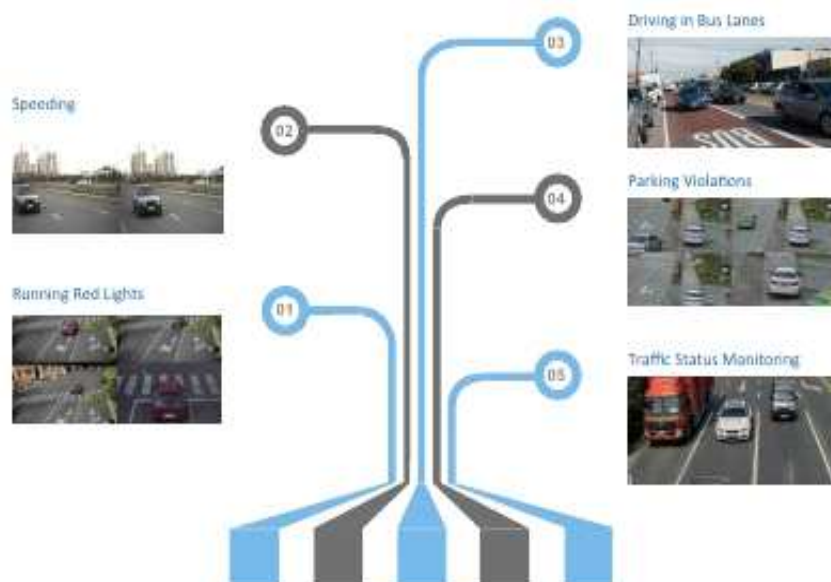 Driving in Bus Lanes
03
Speeding
02
BUS
Parking Violations
04
Running Red Lights
01
Traffic Status Monitoring
05